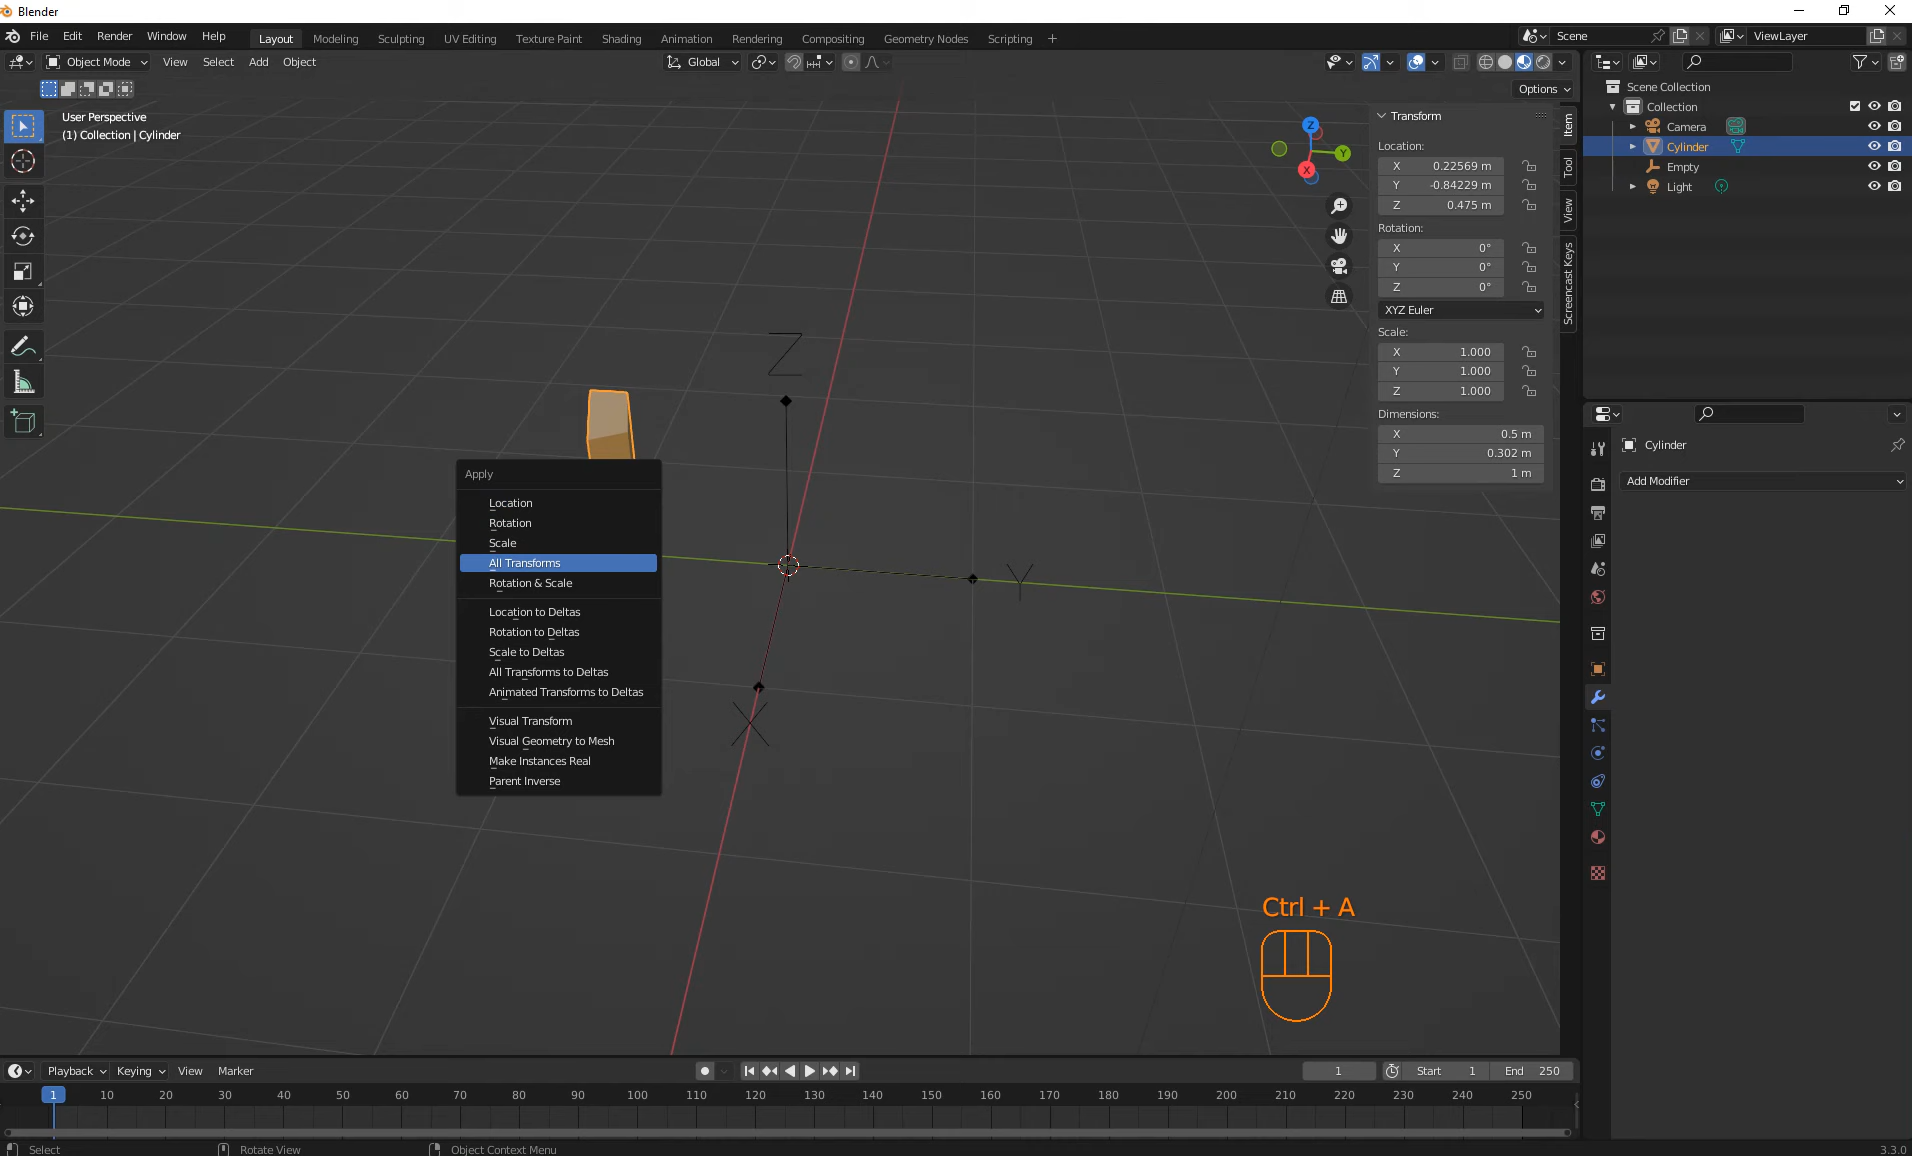 Blender
File Edit Render Window Help Layout Modeling Sculpting UV Editing Texture Paint Shading Animation Rendering Compositing Geometry Nodes Scripting + Scene ViewLayer
Object Mode View Select Add Object Global
Options
User Perspective
(1) Collection | Cylinder
Z
Y
X
Transform
Location:
X 0.22569 m
Y -0.84229 m
Z 0.475 m
Rotation:
X 0°
Y 0°
Z 0°
XYZ Euler
Scale:
X 1.000
Y 1.000
Z 1.000
Dimensions:
X 0.5 m
Y 0.302 m
Z 1 m
Item
Tool
View
Screencast Keys
Scene Collection
Collection
Camera
Cylinder
Empty
Light
Cylinder
Add Modifier
Z
Y
X
Apply
Location
Rotation
Scale
All Transforms
Rotation & Scale
Location to Deltas
Rotation to Deltas
Scale to Deltas
All Transforms to Deltas
Animated Transforms to Deltas
Visual Transform
Visual Geometry to Mesh
Make Instances Real
Parent Inverse
Ctrl + A
Playback Keying View Marker 1 Start 1 End 250
1 10 20 30 40 50 60 70 80 90 100 110 120 130 140 150 160 170 180 190 200 210 220 230 240 250
Select Rotate View Object Context Menu 3.3.0